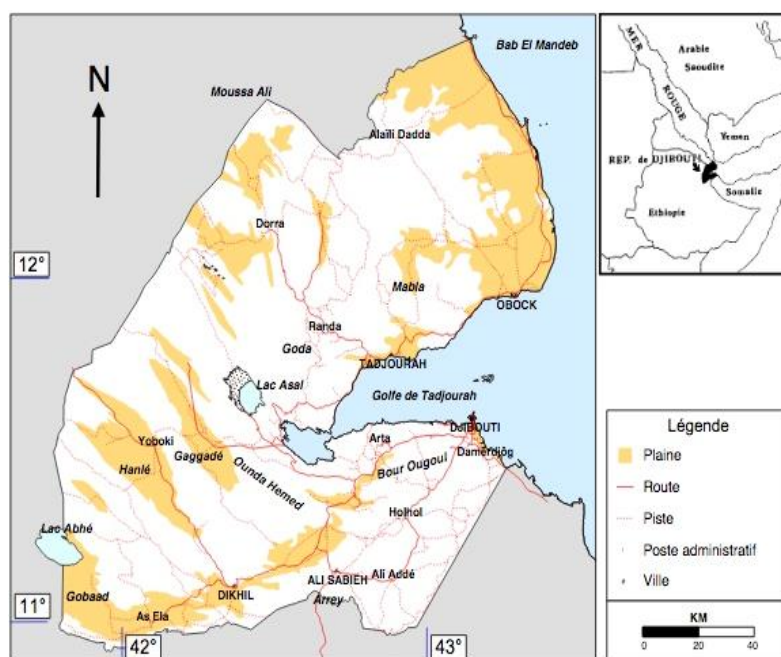 Bab El Mandeb
N
Moussa Ali
Alaïli Dadda
Dorra
12°
Mabla
OBOCK
Randa
Goda
TADJOURAH
Lac Asal
Golfe de Tadjourah
DJIBOUTI
Arta
Damerdjög
Yoboki
Gaggadé
Bour Ougoul
Hanlé
Ounda Hemed
Holhol
Lac Abhé
ALI SABIEH
Ali Addé
Gobaad
DIKHIL
Arrey
As Ela
11°
42°
43°
MER
ROUGE
Arabie
Saoudite
Yemen
REP. de DJIBOUTI
Somalie
Ethiopie
Légende
Plaine
Route
Piste
Poste administratif
Ville
KM
0 20 40